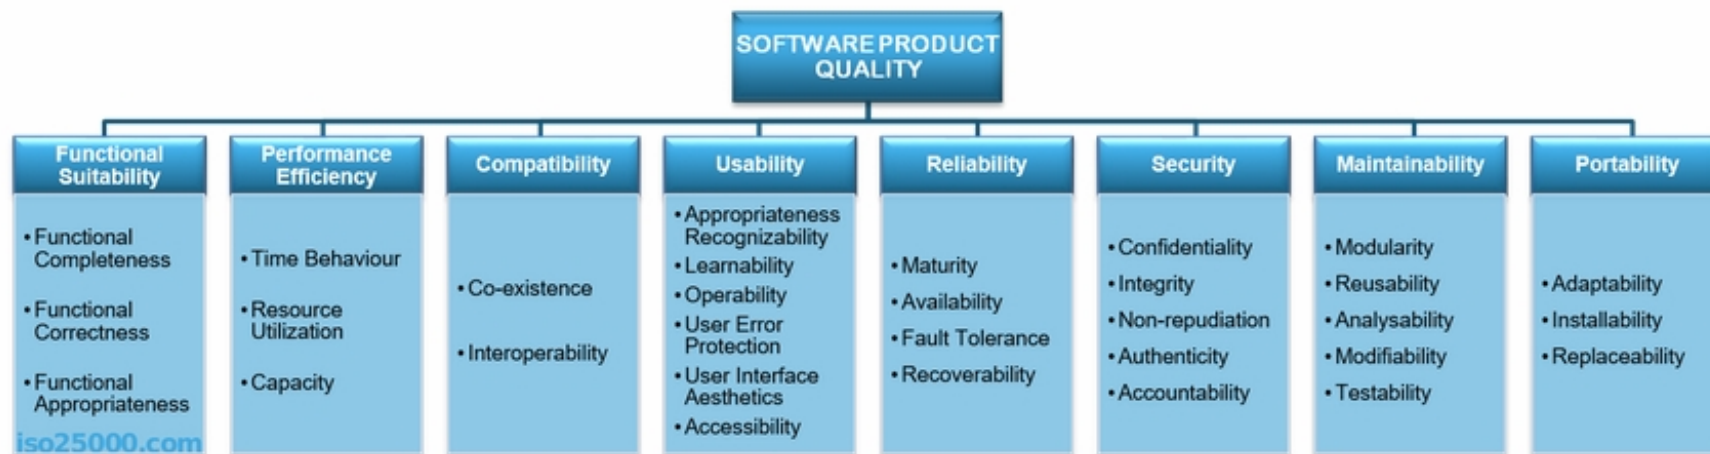 SOFTWARE PRODUCT
QUALITY
Functional
Suitability
• Functional
Completeness
• Functional
Correctness
• Functional
Appropriateness
iso25000.com
Performance
Efficiency
• Time Behaviour
• Resource
Utilization
• Capacity
Compatibility
• Co-existence
• Interoperability
Usability
• Appropriateness
Recognizability
• Learnability
• Operability
• User Error
Protection
• User Interface
Aesthetics
• Accessibility
Reliability
• Maturity
• Availability
• Fault Tolerance
• Recoverability
Security
• Confidentiality
• Integrity
• Non-repudiation
• Authenticity
• Accountability
Maintainability
• Modularity
• Reusability
• Analysability
• Modifiability
• Testability
Portability
• Adaptability
• Installability
• Replaceability